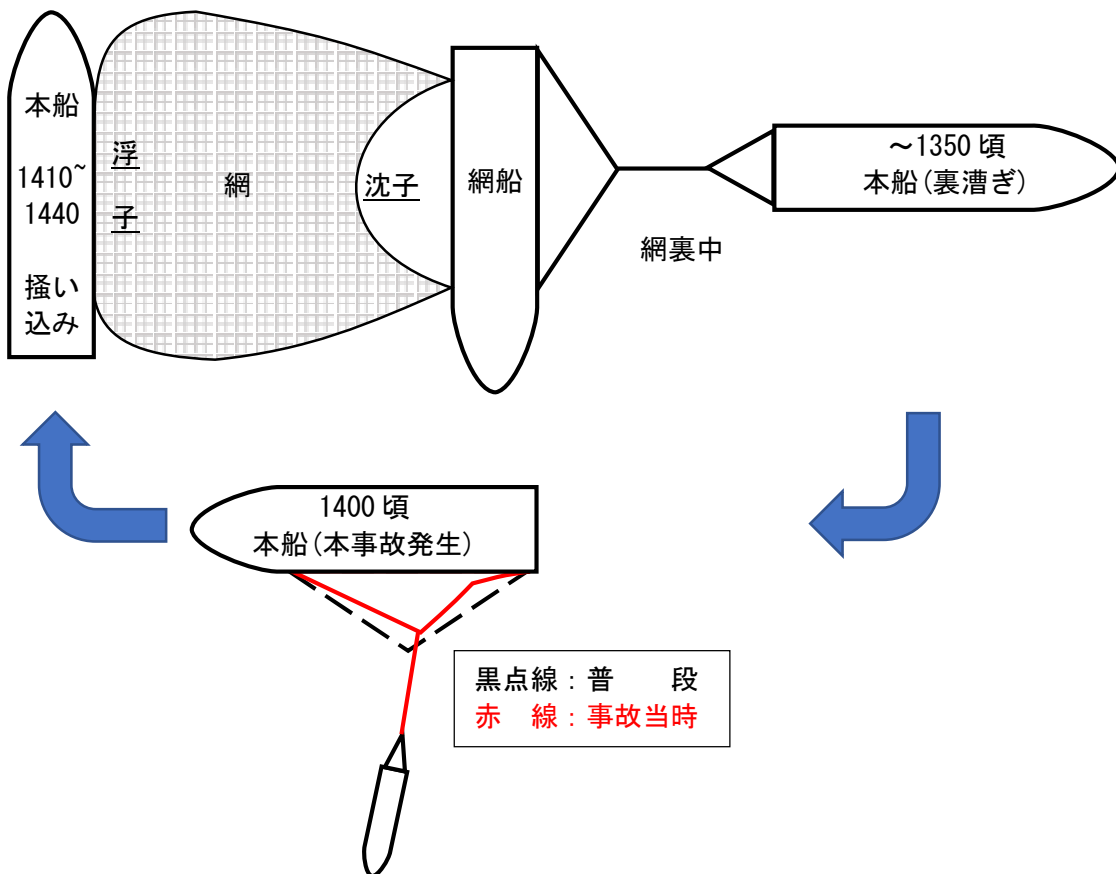 本船
1410~
1440
掻い
込み
浮
子
網
沈子
網船
~1350 頃
本船(裏漕ぎ)
網裏中
1400 頃
本船(本事故発生)
黒点線:普 段
赤 線:事故当時